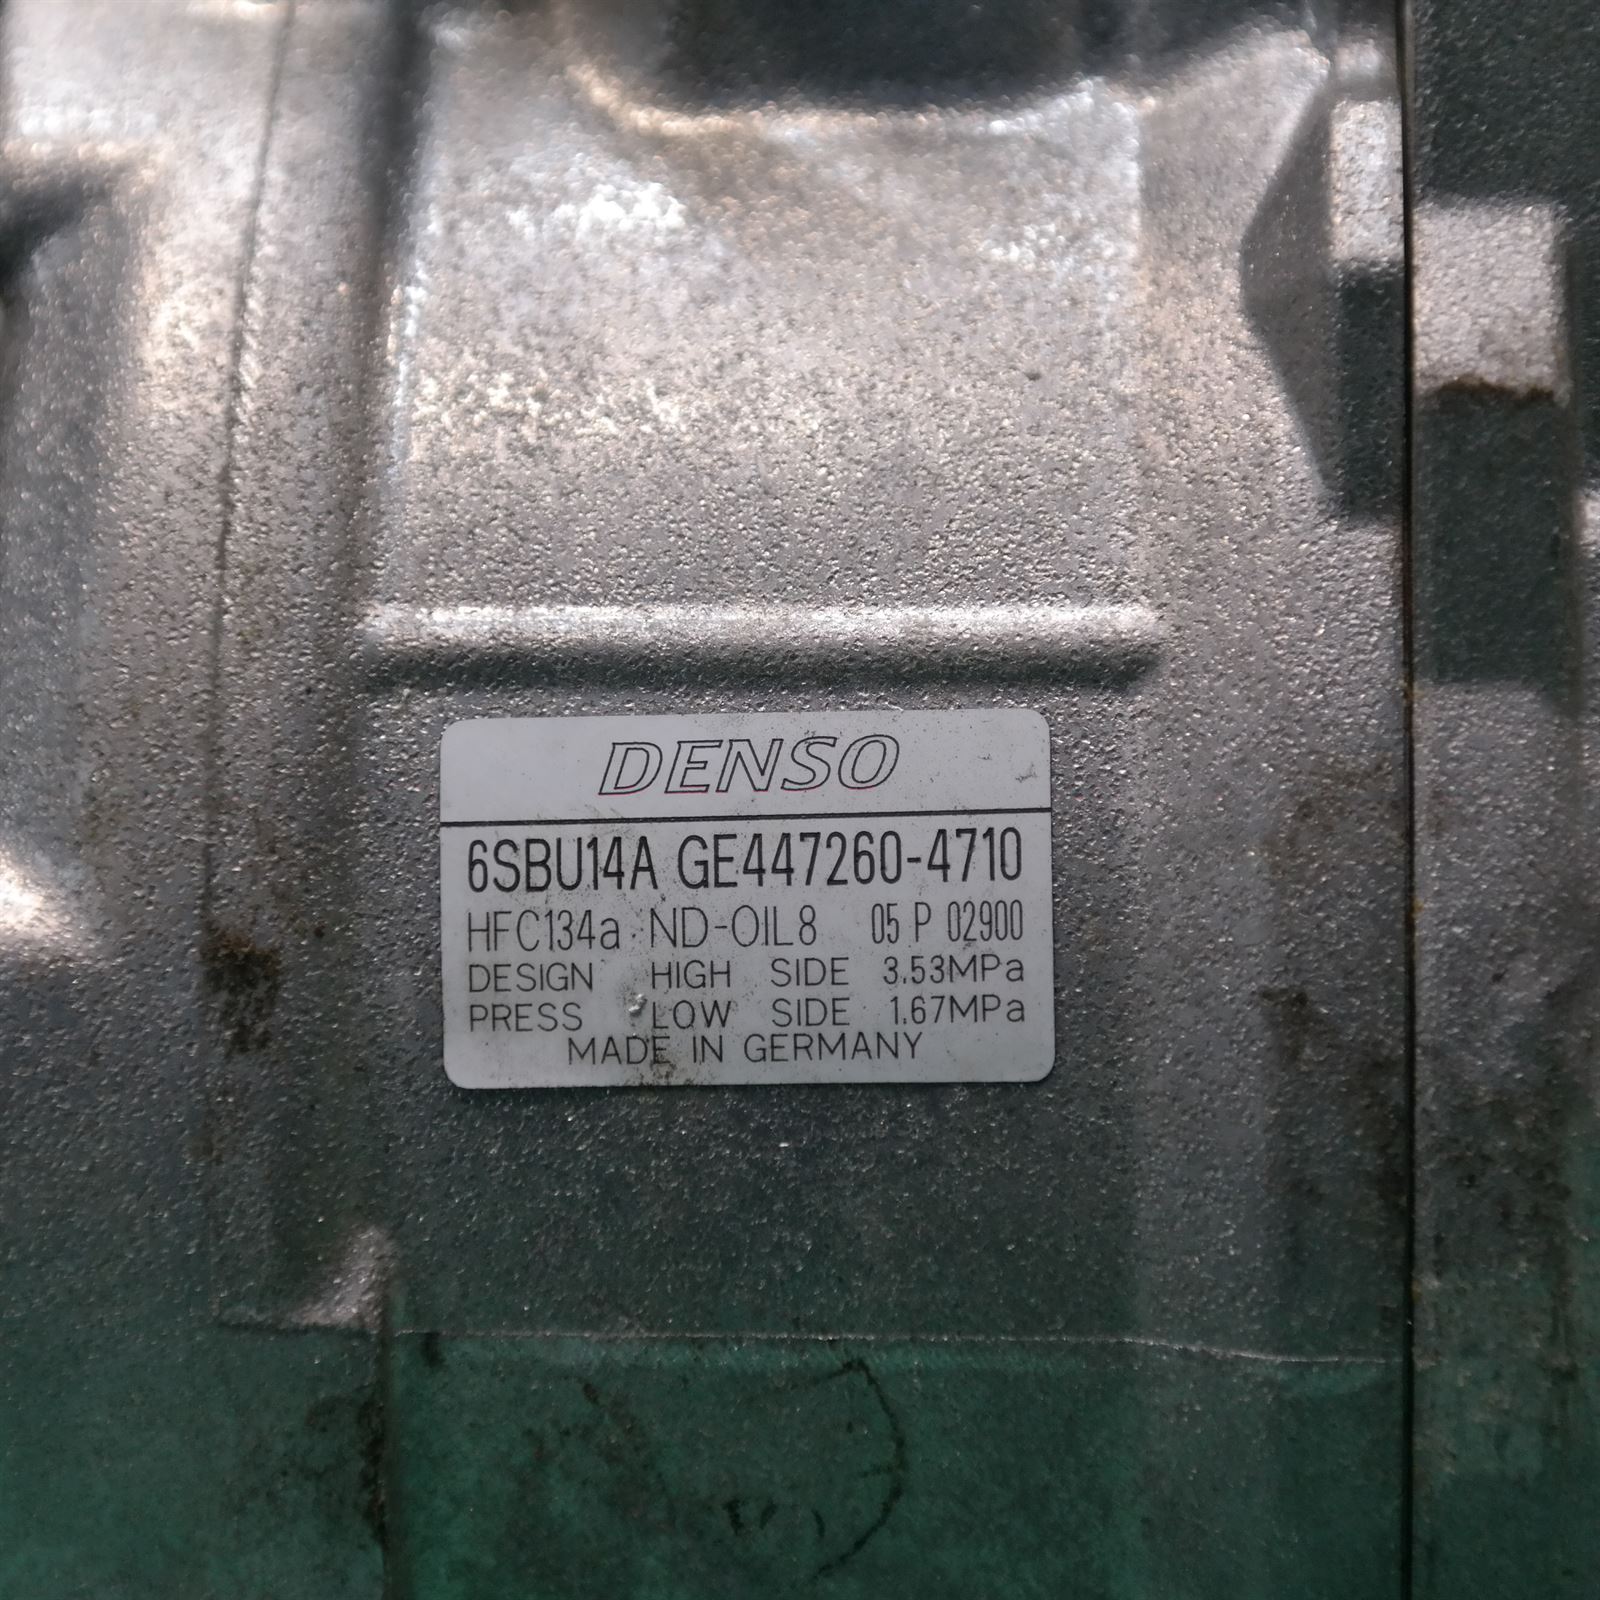 DENSO
6SBU14A GE447260-4710
HFC134a ND-OIL8 05 P 02900
DESIGN HIGH SIDE 3.53MPa
PRESS LOW SIDE 1.67MPa
MADE IN GERMANY